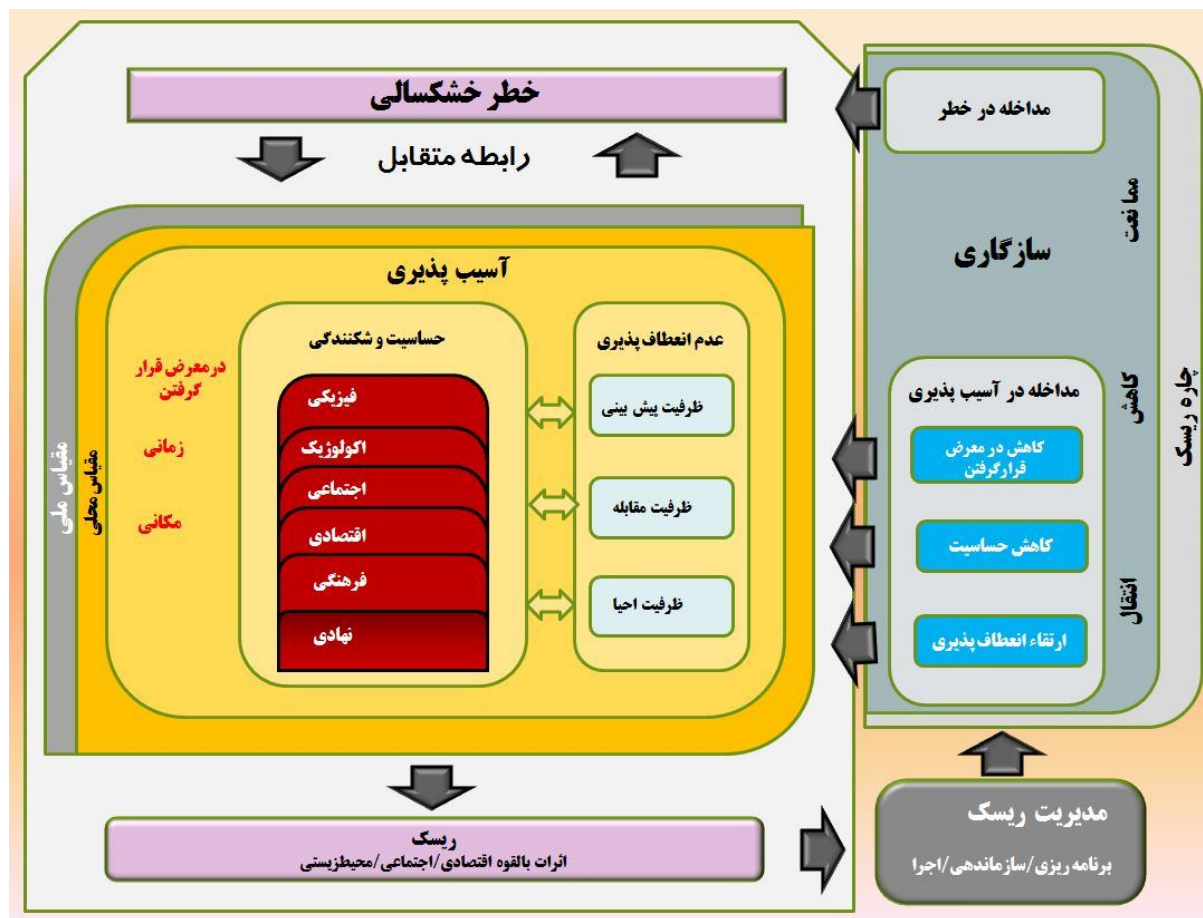 خطر خشکسالی
رابطه متقابل
مداخله در خطر
سازگاری
ممانعت
کاهش
انتقال
چاره ریسک
مداخله در آسیب پذیری
کاهش در معرض
قرارگرفتن
کاهش حساسیت
ارتقاء انعطاف پذیری
آسیب پذیری
عدم انعطاف پذیری
ظرفیت پیش بینی
ظرفیت مقابله
ظرفیت احیا
حساسیت و شکنندگی
فیزیکی
اکولوژیک
اجتماعی
اقتصادی
فرهنگی
نهادی
درمعرض قرار
گرفتن
زمانی
مکانی
مقیاس محلی
مقیاس ملی
ریسک
اثرات بالقوه اقتصادی/اجتماعی/محیطزیستی
مدیریت ریسک
برنامه ریزی/سازماندهی/اجرا